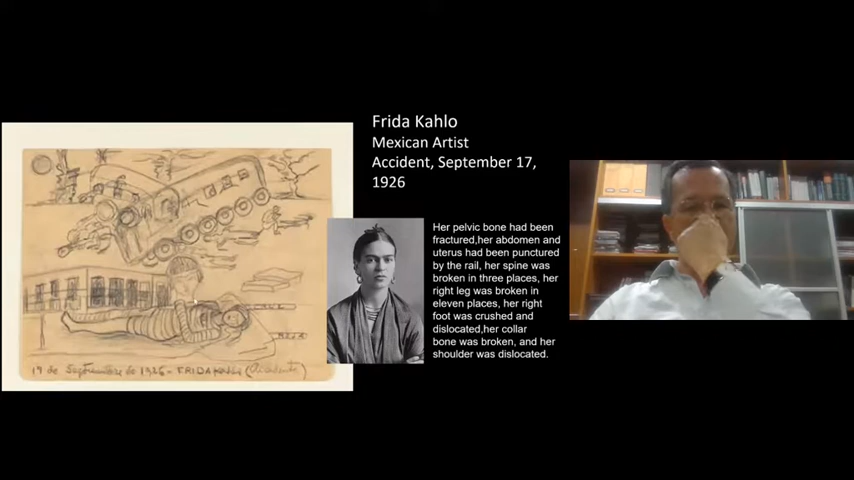 Frida Kahlo
Mexican Artist
Accident, September 17,
1926
Her pelvic bone had been
fractured,her abdomen and
uterus had been punctured
by the rail, her spine was
broken in three places, her
right leg was broken in
eleven places, her right
foot was crushed and
dislocated,her collar
bone was broken, and her
shoulder was dislocated.
17 de Septiembre de 1926 - FRIDA KAHLO (Accidente)